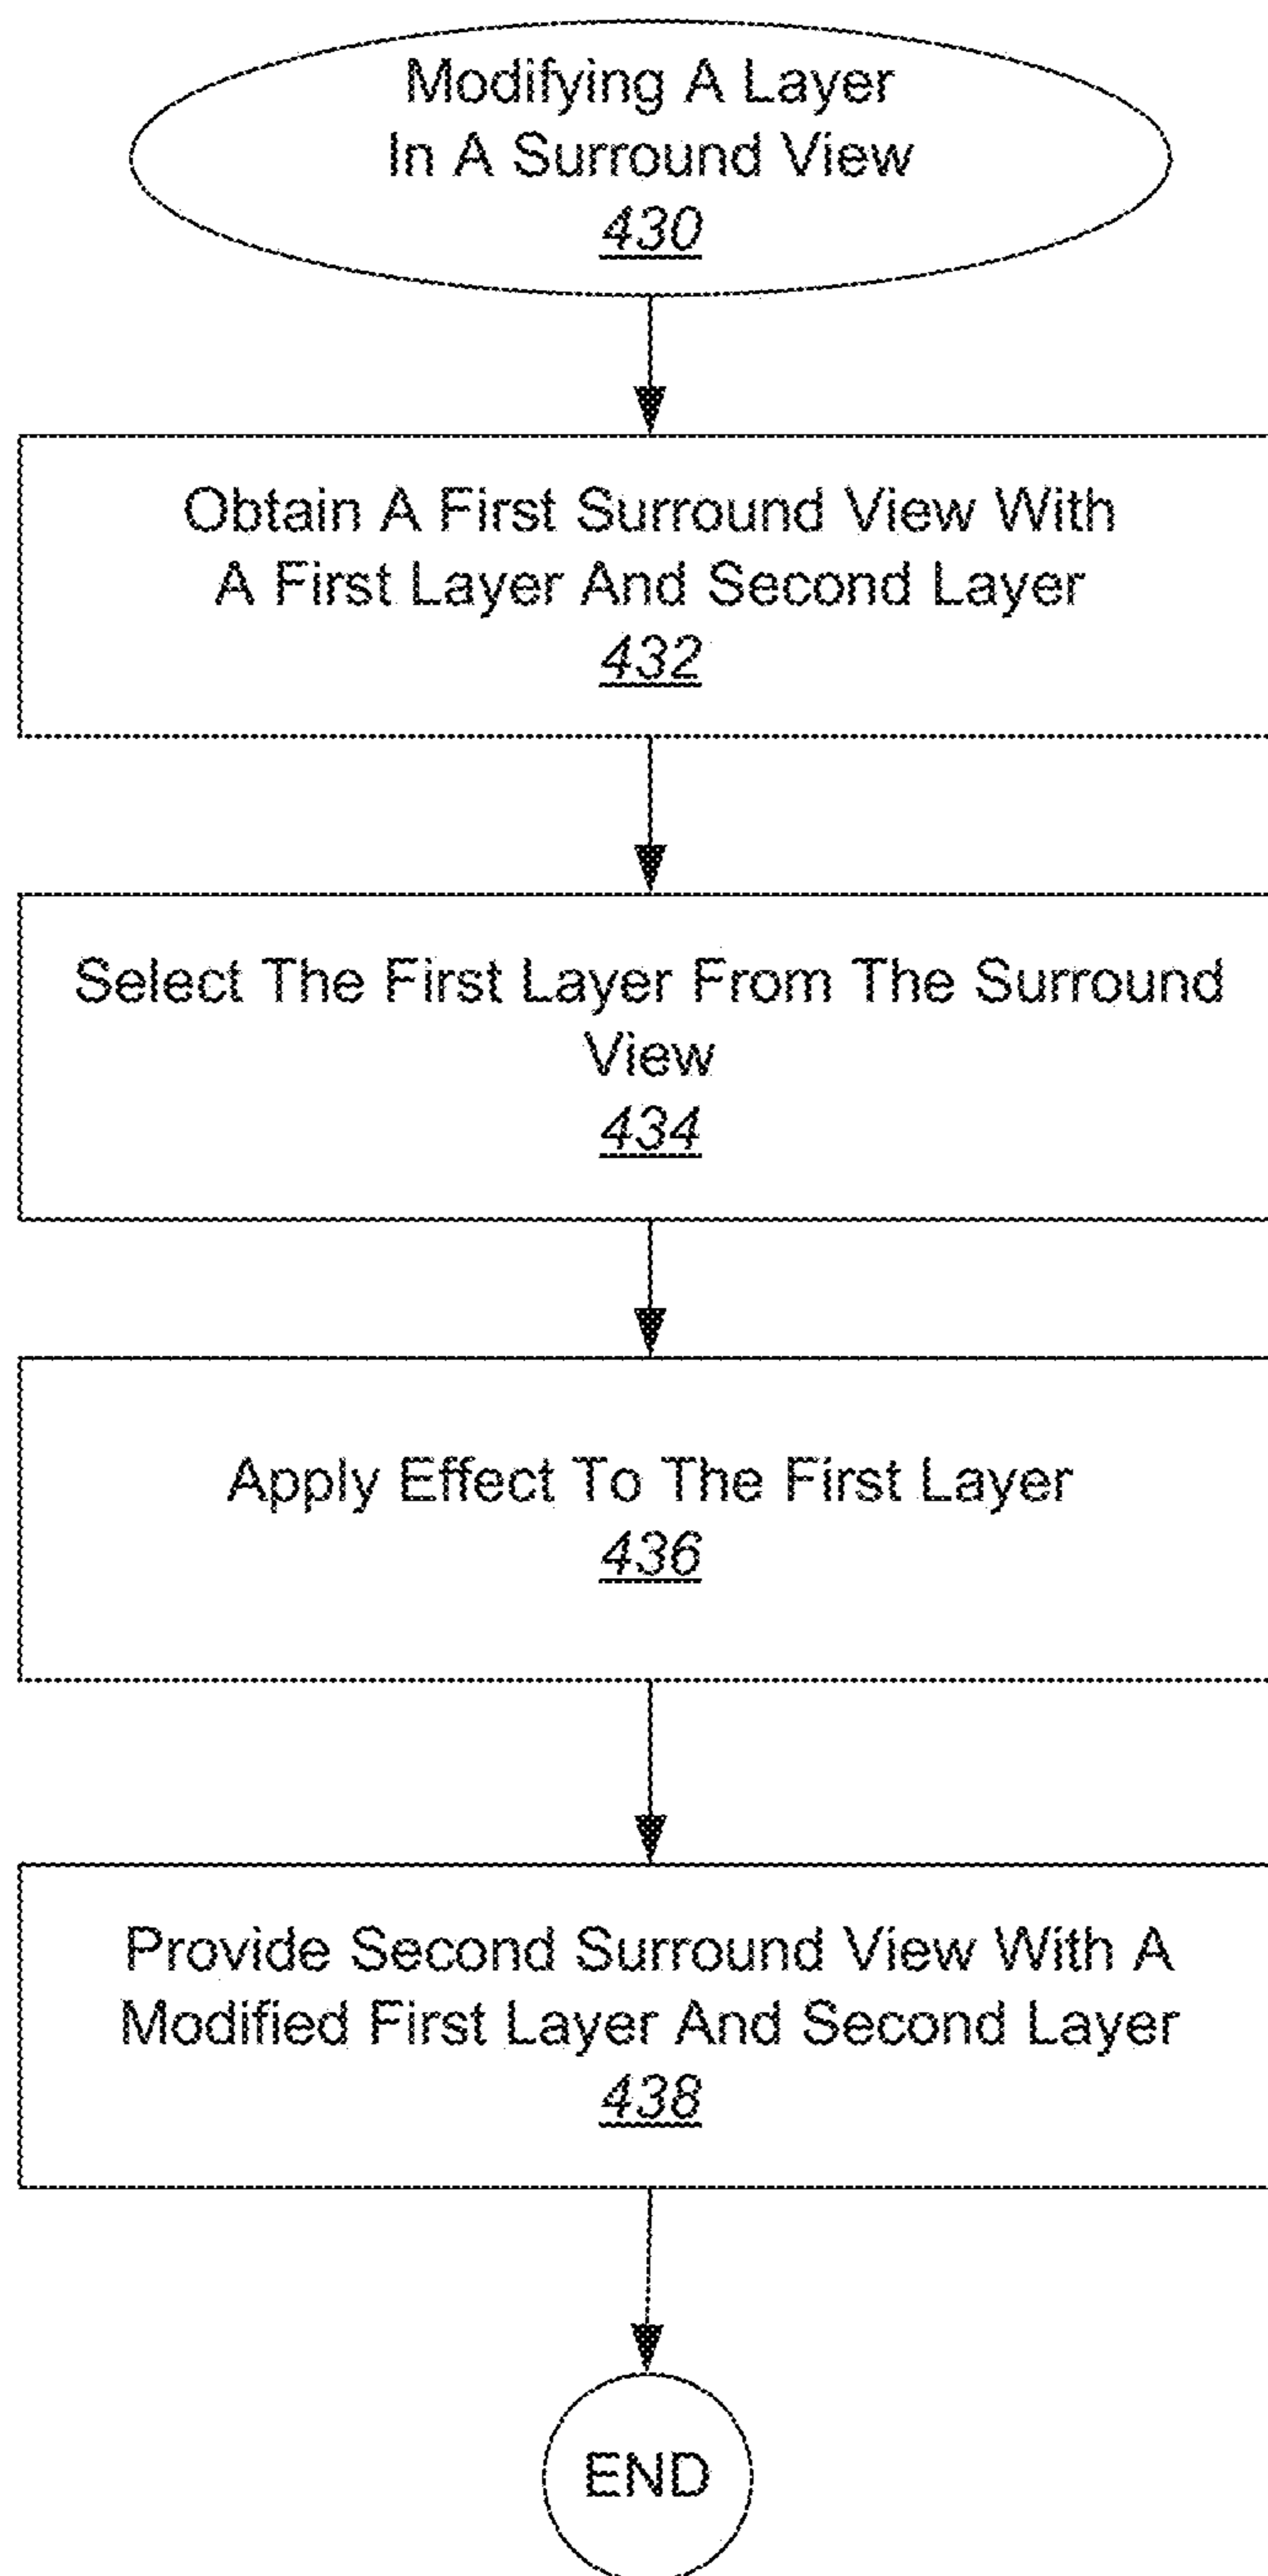 Modifying A Layer
In A Surround View
430
Obtain A First Surround View With
A First Layer And Second Layer
432
Select The First Layer From The Surround
View
434
Apply Effect To The First Layer
436
Provide Second Surround View With A
Modified First Layer And Second Layer
438
END